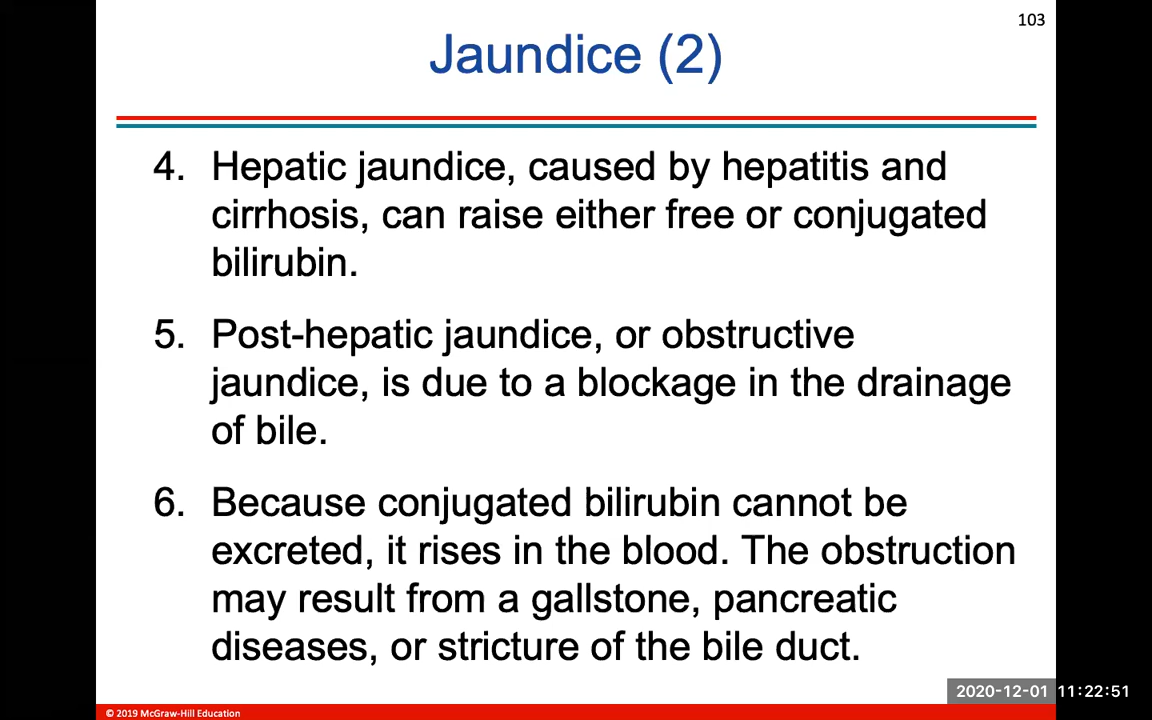 103
Jaundice (2)
4. Hepatic jaundice, caused by hepatitis and
cirrhosis, can raise either free or conjugated
bilirubin.
5. Post-hepatic jaundice, or obstructive
jaundice, is due to a blockage in the drainage
of bile.
6. Because conjugated bilirubin cannot be
excreted, it rises in the blood. The obstruction
may result from a gallstone, pancreatic
diseases, or stricture of the bile duct.
2020-12-01 11:22:51
© 2019 McGraw-Hill Education